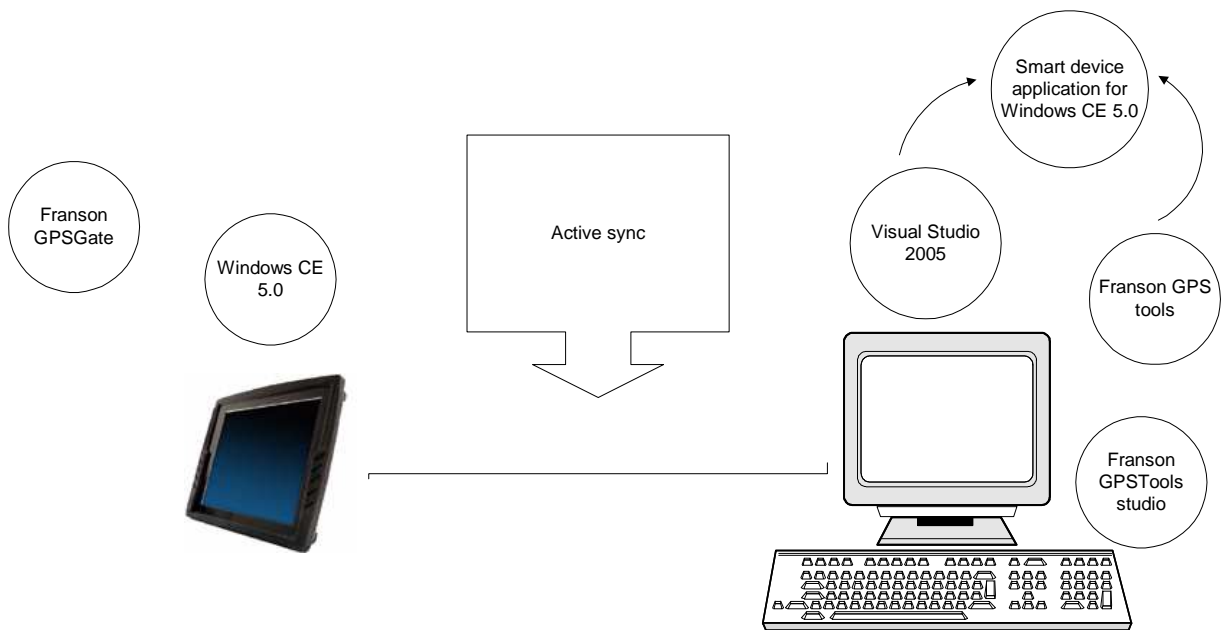 Smart device
application for
Windows CE 5.0
Franson
GPSGate
Windows CE
5.0
Active sync
Visual Studio
2005
Franson GPS
tools
Franson
GPSTools
studio